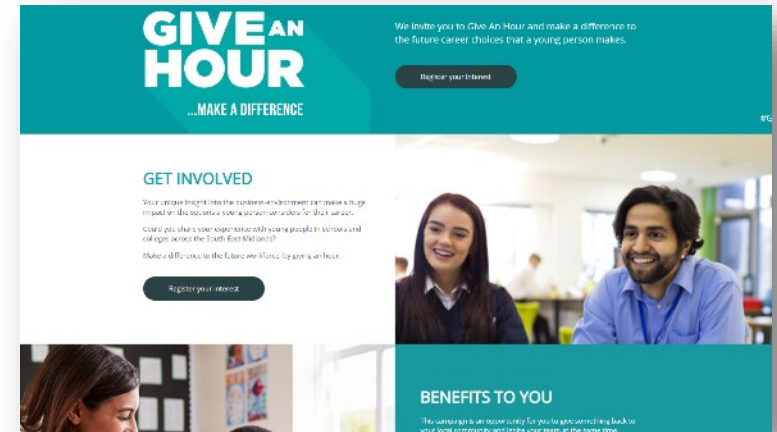 GIVE AN
HOUR
...MAKE A DIFFERENCE
We invite you to Give An Hour and make a difference to
the future career choices that a young person makes.
Register your interest
#G
GET INVOLVED
Your unique insight into the business-environment can make a huge
impact on the options a young person considers for their career.
Could you share your experience with young people in schools and
colleges across the South East Midlands?
Make a difference to the future workforce by giving an hour.
Register your interest
BENEFITS TO YOU
This campaign is an opportunity for you to give something back to
your local community and ignite your team at the same time.